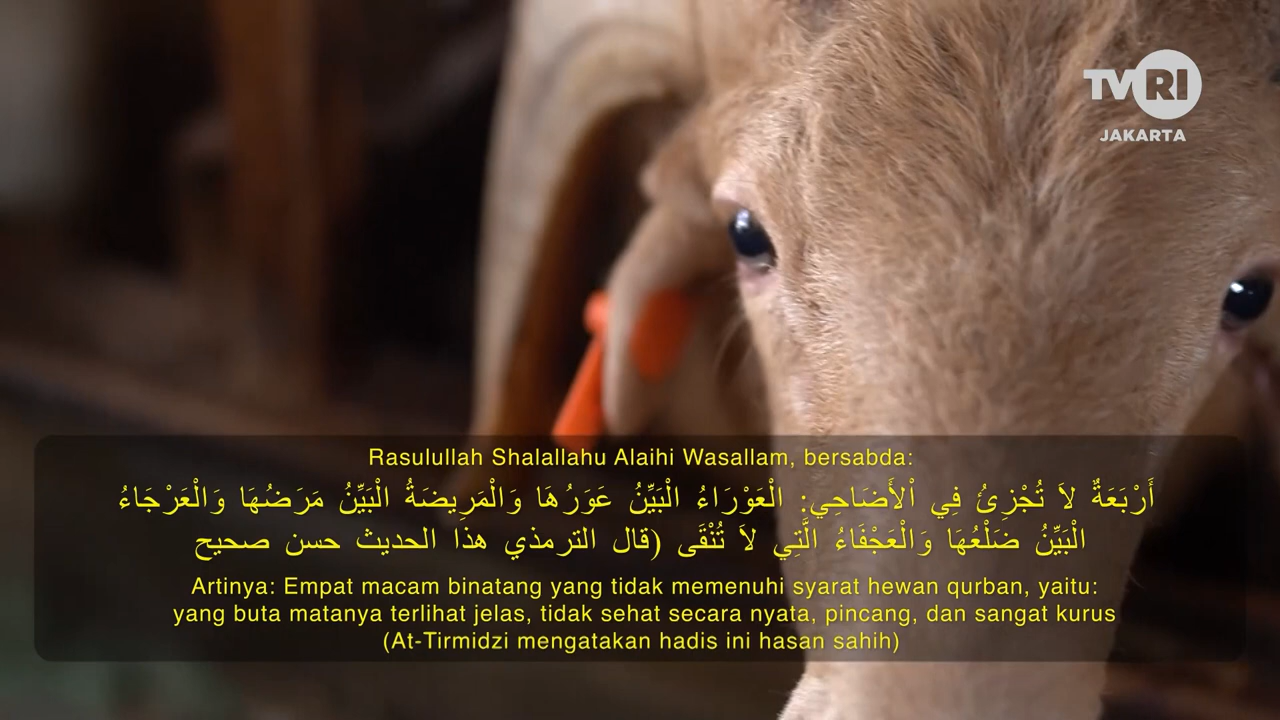 TVRI
JAKARTA
Rasulullah Shalallahu Alaihi Wasallam, bersabda:
أَرْبَعَةٌ لاَ تُجْزِئُ فِي اْلأَضَاحِي: الْعَوْرَاءُ الْبَيِّنُ عَوَرُهَا وَالْمَرِيضَةُ الْبَيِّنُ مَرَضُهَا وَالْعَرْجَاءُ
الْبَيِّنُ ضَلْعُهَا وَالْعَجْفَاءُ الَّتِي لاَ تُنْقَى (قال الترمذي هذا الحديث حسن صحيح
Artinya: Empat macam binatang yang tidak memenuhi syarat hewan qurban, yaitu:
yang buta matanya terlihat jelas, tidak sehat secara nyata, pincang, dan sangat kurus
(At-Tirmidzi mengatakan hadis ini hasan sahih)